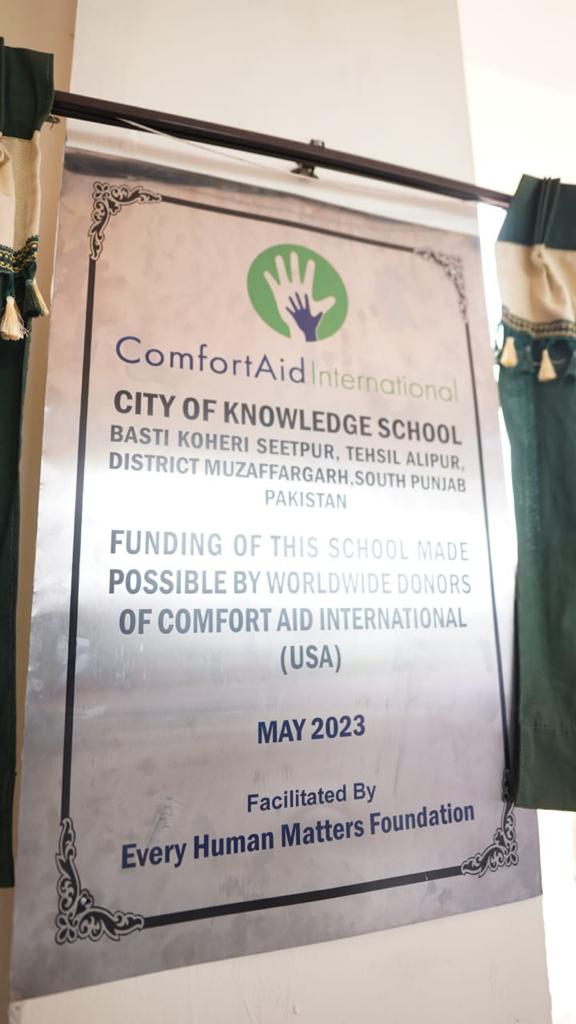 ComfortAid International
CITY OF KNOWLEDGE SCHOOL
BASTI KOHERI SEETPUR, TEHSIL ALIPUR,
DISTRICT MUZAFFARGARH,SOUTH PUNJAB
PAKISTAN
FUNDING OF THIS SCHOOL MADE
POSSIBLE BY WORLDWIDE DONORS
OF COMFORT AID INTERNATIONAL
(USA)
MAY 2023
Facilitated By
Every Human Matters Foundation